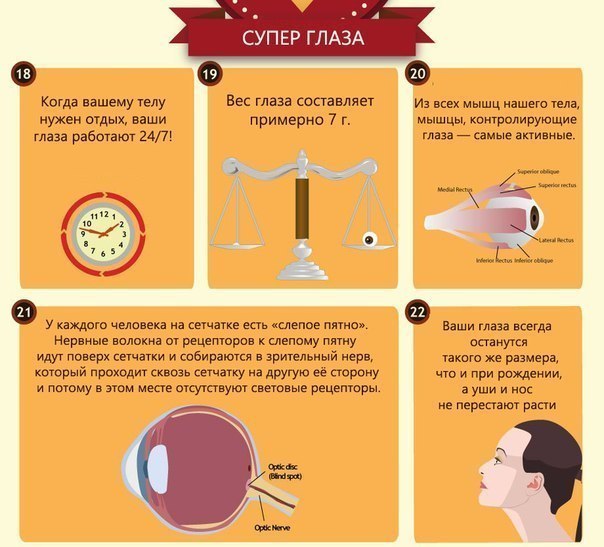 СУПЕР ГЛАЗА
18
Когда вашему телу
нужен отдых, ваши
глаза работают 24/7!
11 12 1
10 2
9 3
8 4
7 6 5
19
Вес глаза составляет
примерно 7 г.
20
Из всех мышц нашего тела,
мышцы, контролирующие
глаза — самые активные.
Superior oblique
Medial Rectus
Superior rectus
Lateral Rectus
Inferior Rectus
Inferior oblique
21
У каждого человека на сетчатке есть «слепое пятно».
Нервные волокна от рецепторов к слепому пятну
идут поверх сетчатки и собираются в зрительный нерв,
который проходит сквозь сетчатку на другую её сторону
и потому в этом месте отсутствуют световые рецепторы.
Optic disc
(Blind spot)
Optic Nerve
22
Ваши глаза всегда
останутся
такого же размера,
что и при рождении,
а уши и нос
не перестают расти